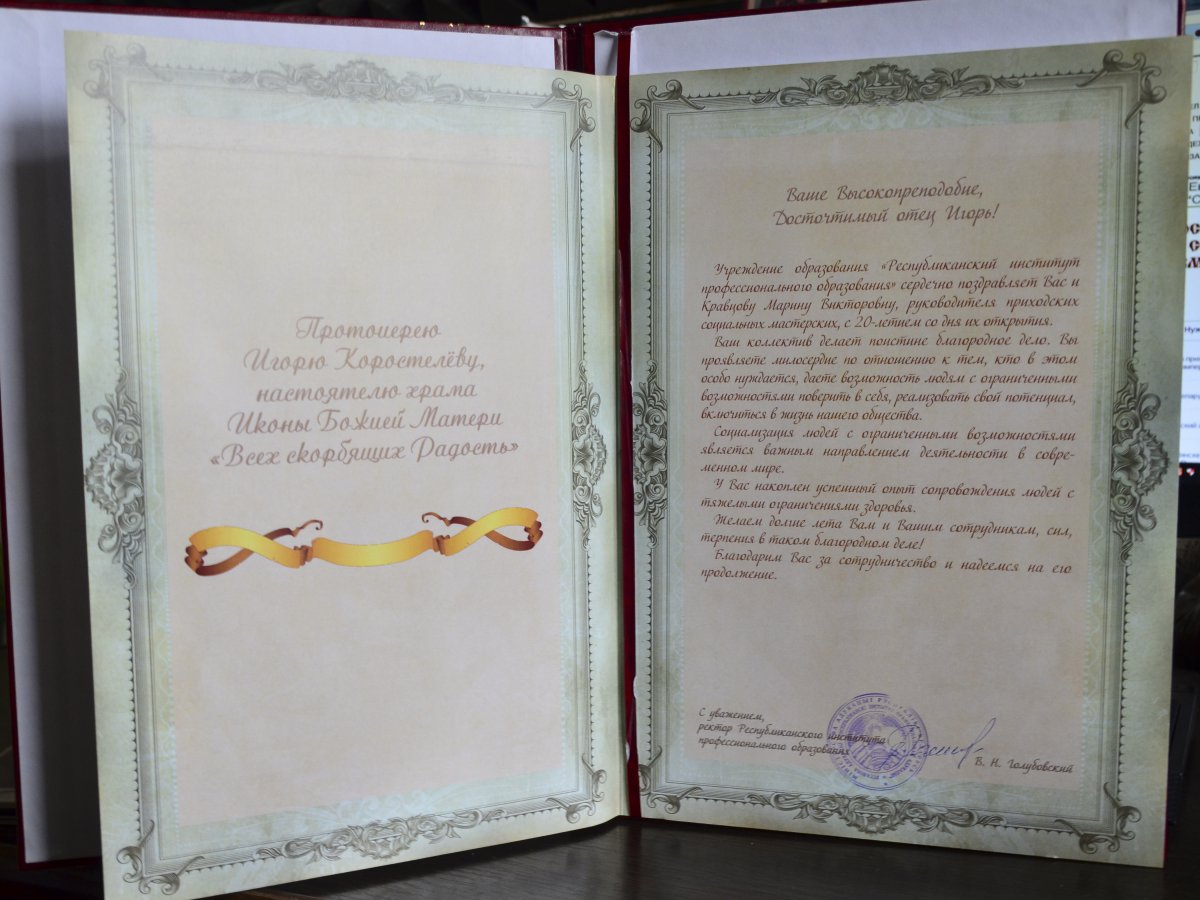 Протоиерею
Игорю Коростелёву,
настоятелю храма
Иконы Божией Матери
«Всех скорбящих Радость»
Ваше Высокопреподобие,
Досточтимый отец Игорь!
Учреждение образования «Республиканский институт
профессионального образования» сердечно поздравляет Вас и
Кравцову Марину Викторовну, руководителя приходских
социальных мастерских, с 20-летием со дня их открытия.
Ваш коллектив делает поистине благородное дело. Вы
проявляете милосердие по отношению к тем, кто в этом
особо нуждается, даете возможность людям с ограниченными
возможностями поверить в себя, реализовать свой потенциал,
включиться в жизнь нашего общества.
Социализация людей с ограниченными возможностями
является важным направлением деятельности в совре-
менном мире.
У Вас накоплен успешный опыт сопровождения людей с
тяжелыми ограничениями здоровья.
Желаем долгие лета Вам и Вашим сотрудникам, сил,
терпения в таком благородном деле!
Благодарим Вас за сотрудничество и надеемся на его
продолжение.
С уважением,
ректор Республиканского института
профессионального образования
В. Н. Голубовский